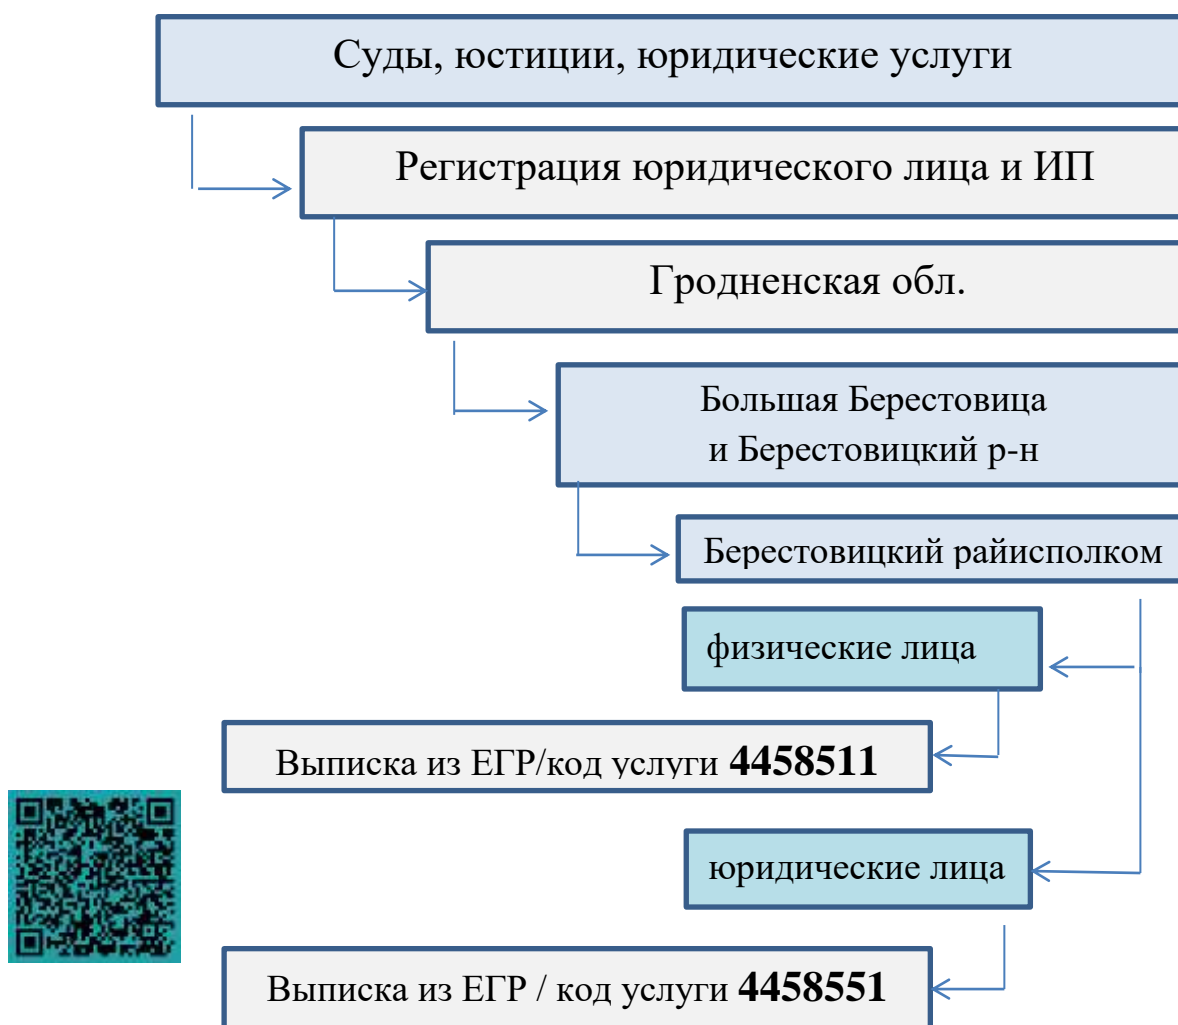 Суды, юстиции, юридические услуги
Регистрация юридического лица и ИП
Гродненская обл.
Большая Берестовица
и Берестовицкий р-н
Берестовицкий райисполком
физические лица
Выписка из ЕГР/код услуги 4458511
юридические лица
Выписка из ЕГР / код услуги 4458551